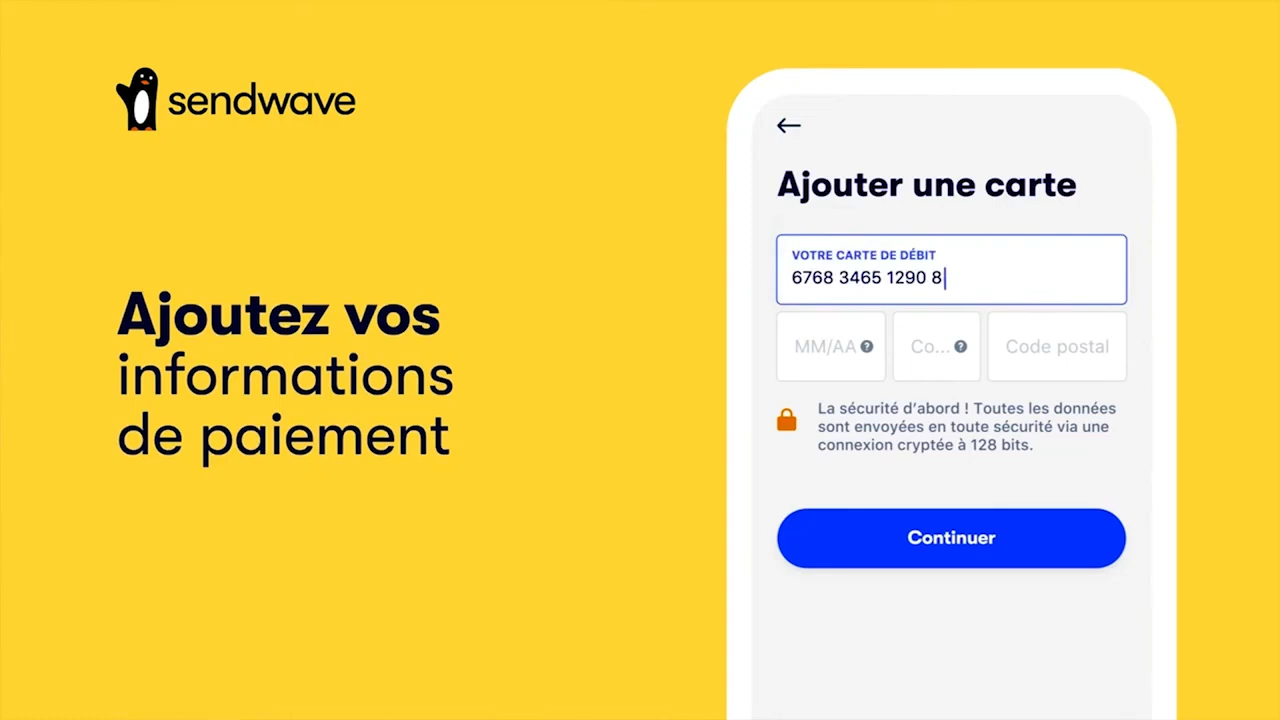 sendwave
Ajoutez vos
informations
de paiement
Ajouter une carte
VOTRE CARTE DE DÉBIT
6768 3465 1290 8
MM/AA
Co...
Code postal
La sécurité d'abord ! Toutes les données
sont envoyées en toute sécurité via une
connexion cryptée à 128 bits.
Continuer